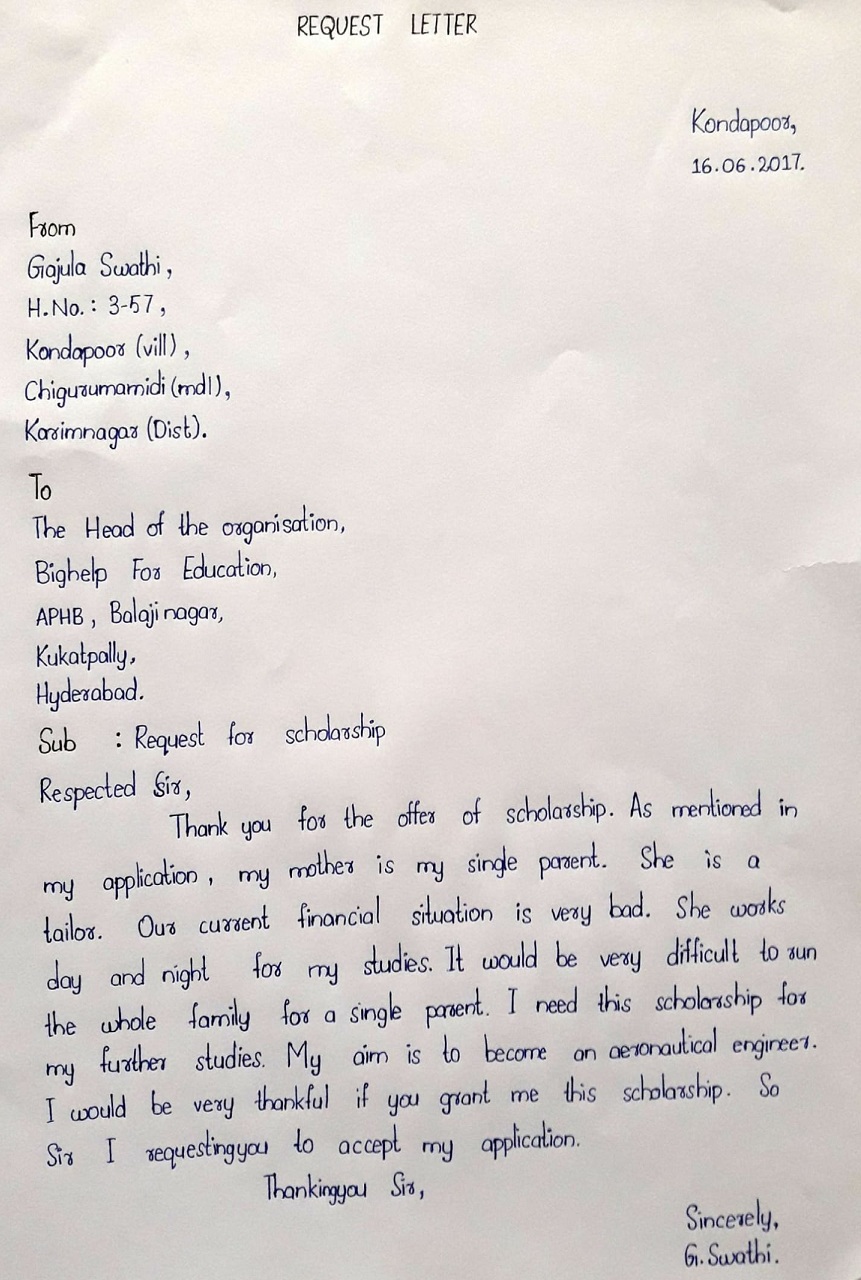 REQUEST LETTER
Kondapoor,
16.06.2017.
From
Gajula Swathi,
H.No.: 3-57,
Kondapoor (vill),
Chigurumamidi (mdl),
Karimnagar (Dist).
To
The Head of the organisation,
Bighelp For Education,
APHB, Balaji nagar,
Kukatpally,
Hyderabad.
Sub : Request for scholarship
Respected Sir,
Thank you for the offer of scholarship. As mentioned in
my application, my mother is my single parent. She is a
tailor. Our current financial situation is very bad. She works
day and night for my studies. It would be very difficult to run
the whole family for a single parent. I need this scholarship for
my further studies. My aim is to become an aeronautical engineer.
I would be very thankful if you grant me this scholarship. So
Sir I requestingyou to accept my application.
Thankingyou Sir,
Sincerely,
G. Swathi.